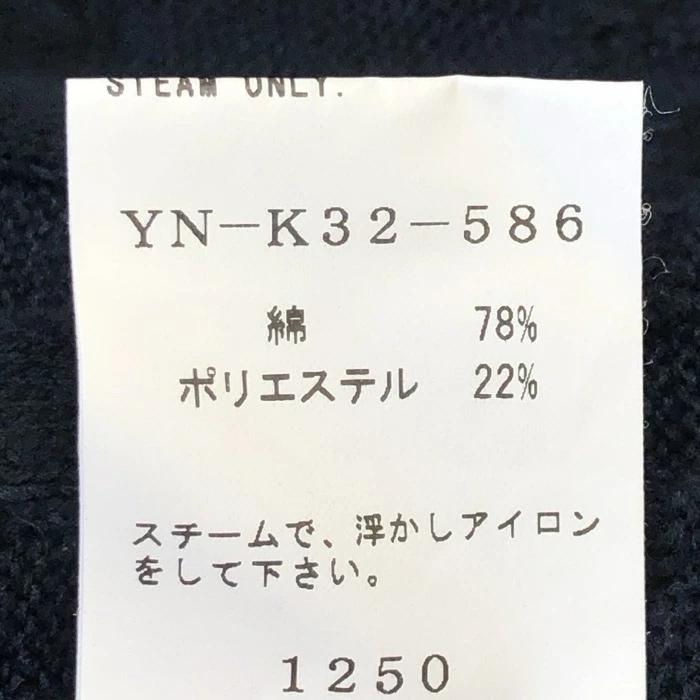 STEAM ONLY.
YN-K32-586
綿 78%
ポリエステル 22%
スチームで、浮かしアイロン
をして下さい。
1250